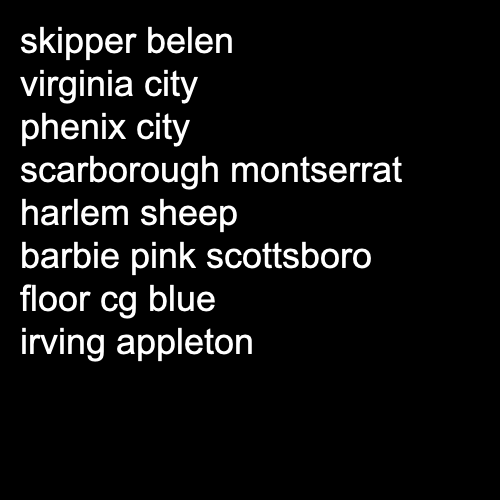 skipper belen
virginia city
phenix city
scarborough montserrat
harlem sheep
barbie pink scottsboro
floor cg blue
irving appleton